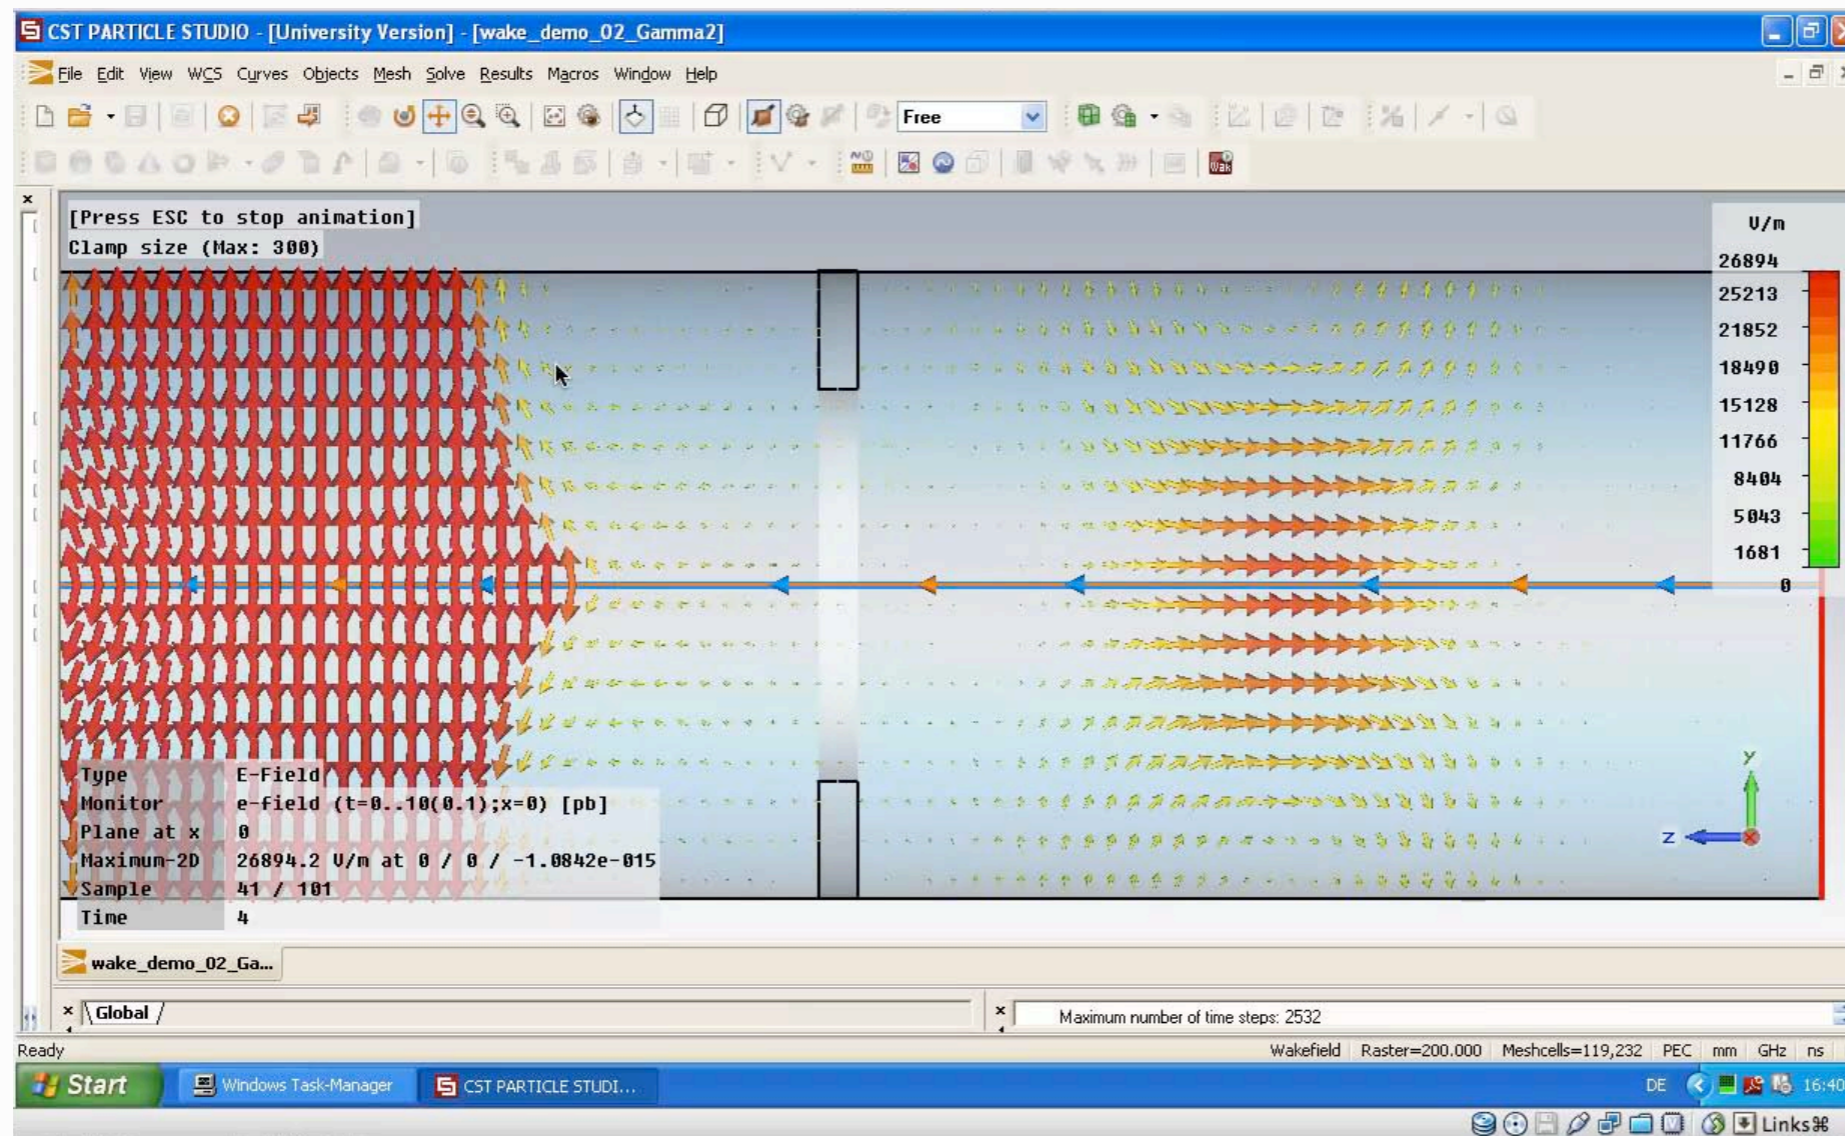 CST PARTICLE STUDIO - [University Version] - [wake_demo_02_Gamma2]
File Edit View WCS Curves Objects Mesh Solve Results Macros Window Help
Free
[Press ESC to stop animation]
Clamp size (Max: 300)
V/m
26894
25213
21852
18490
15128
11766
8404
5043
1681
0
Type E-Field
Monitor e-field (t=0..10(0.1);x=0) [pb]
Plane at x 0
Maximum-2D 26894.2 V/m at 0 / 0 / -1.0842e-015
Sample 41 / 101
Time 4
y
z
wake_demo_02_Ga...
Global
Maximum number of time steps: 2532
Ready
Wakefield Raster=200.000 Meshcells=119,232 PEC mm GHz ns
Start Windows Task-Manager CST PARTICLE STUDI... DE 16:40
Links⌘